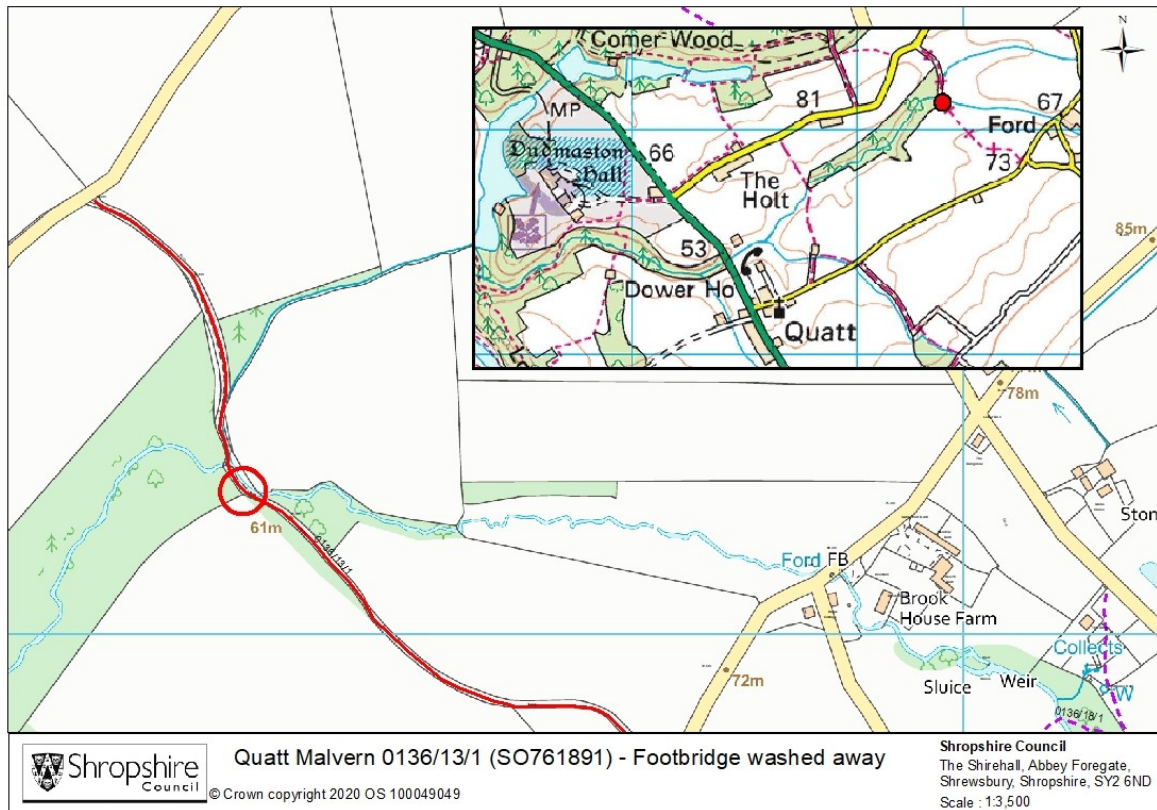 N
Comer Wood
MP
Dudmaston
Hall
66
81
67
Ford
73
The
Holt
53
Dower Ho
Quatt
85m
78m
61m
0136/13/1
Ford FB
Brook
House Farm
Ston
72m
Sluice
Weir
Collects
W
0136/18/1
Shropshire
Council
Quatt Malvern 0136/13/1 (SO761891) - Footbridge washed away
© Crown copyright 2020 OS 100049049
Shropshire Council
The Shirehall, Abbey Foregate,
Shrewsbury, Shropshire, SY2 6ND
Scale : 1:3,500